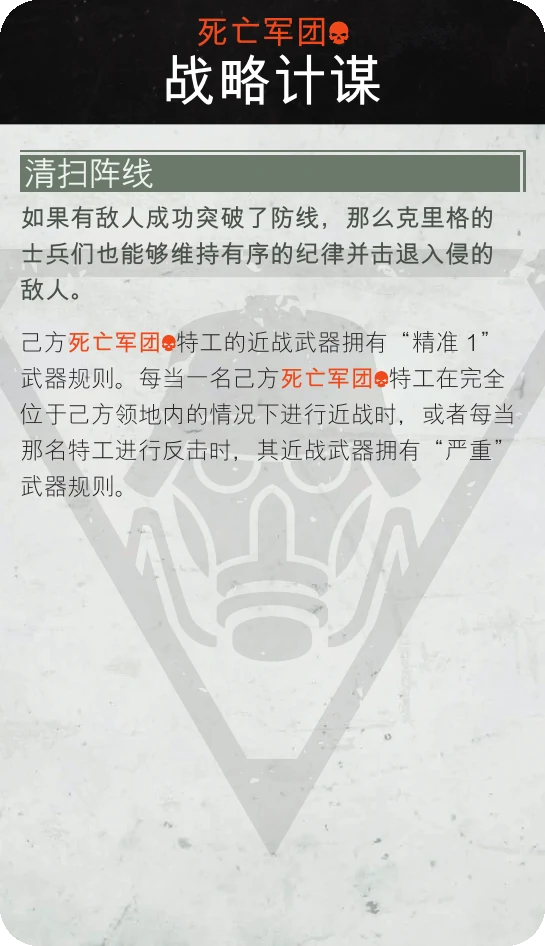 死亡军团
战略计谋
清扫阵线
如果有敌人成功突破了防线，那么克里格的
士兵们也能够维持有序的纪律并击退入侵的
敌人。
己方死亡军团特工的近战武器拥有“精准 1”
武器规则。每当一名己方死亡军团特工在完全
位于己方领地内的情况下进行近战时，或者每当
那名特工进行反击时，其近战武器拥有“严重”
武器规则。